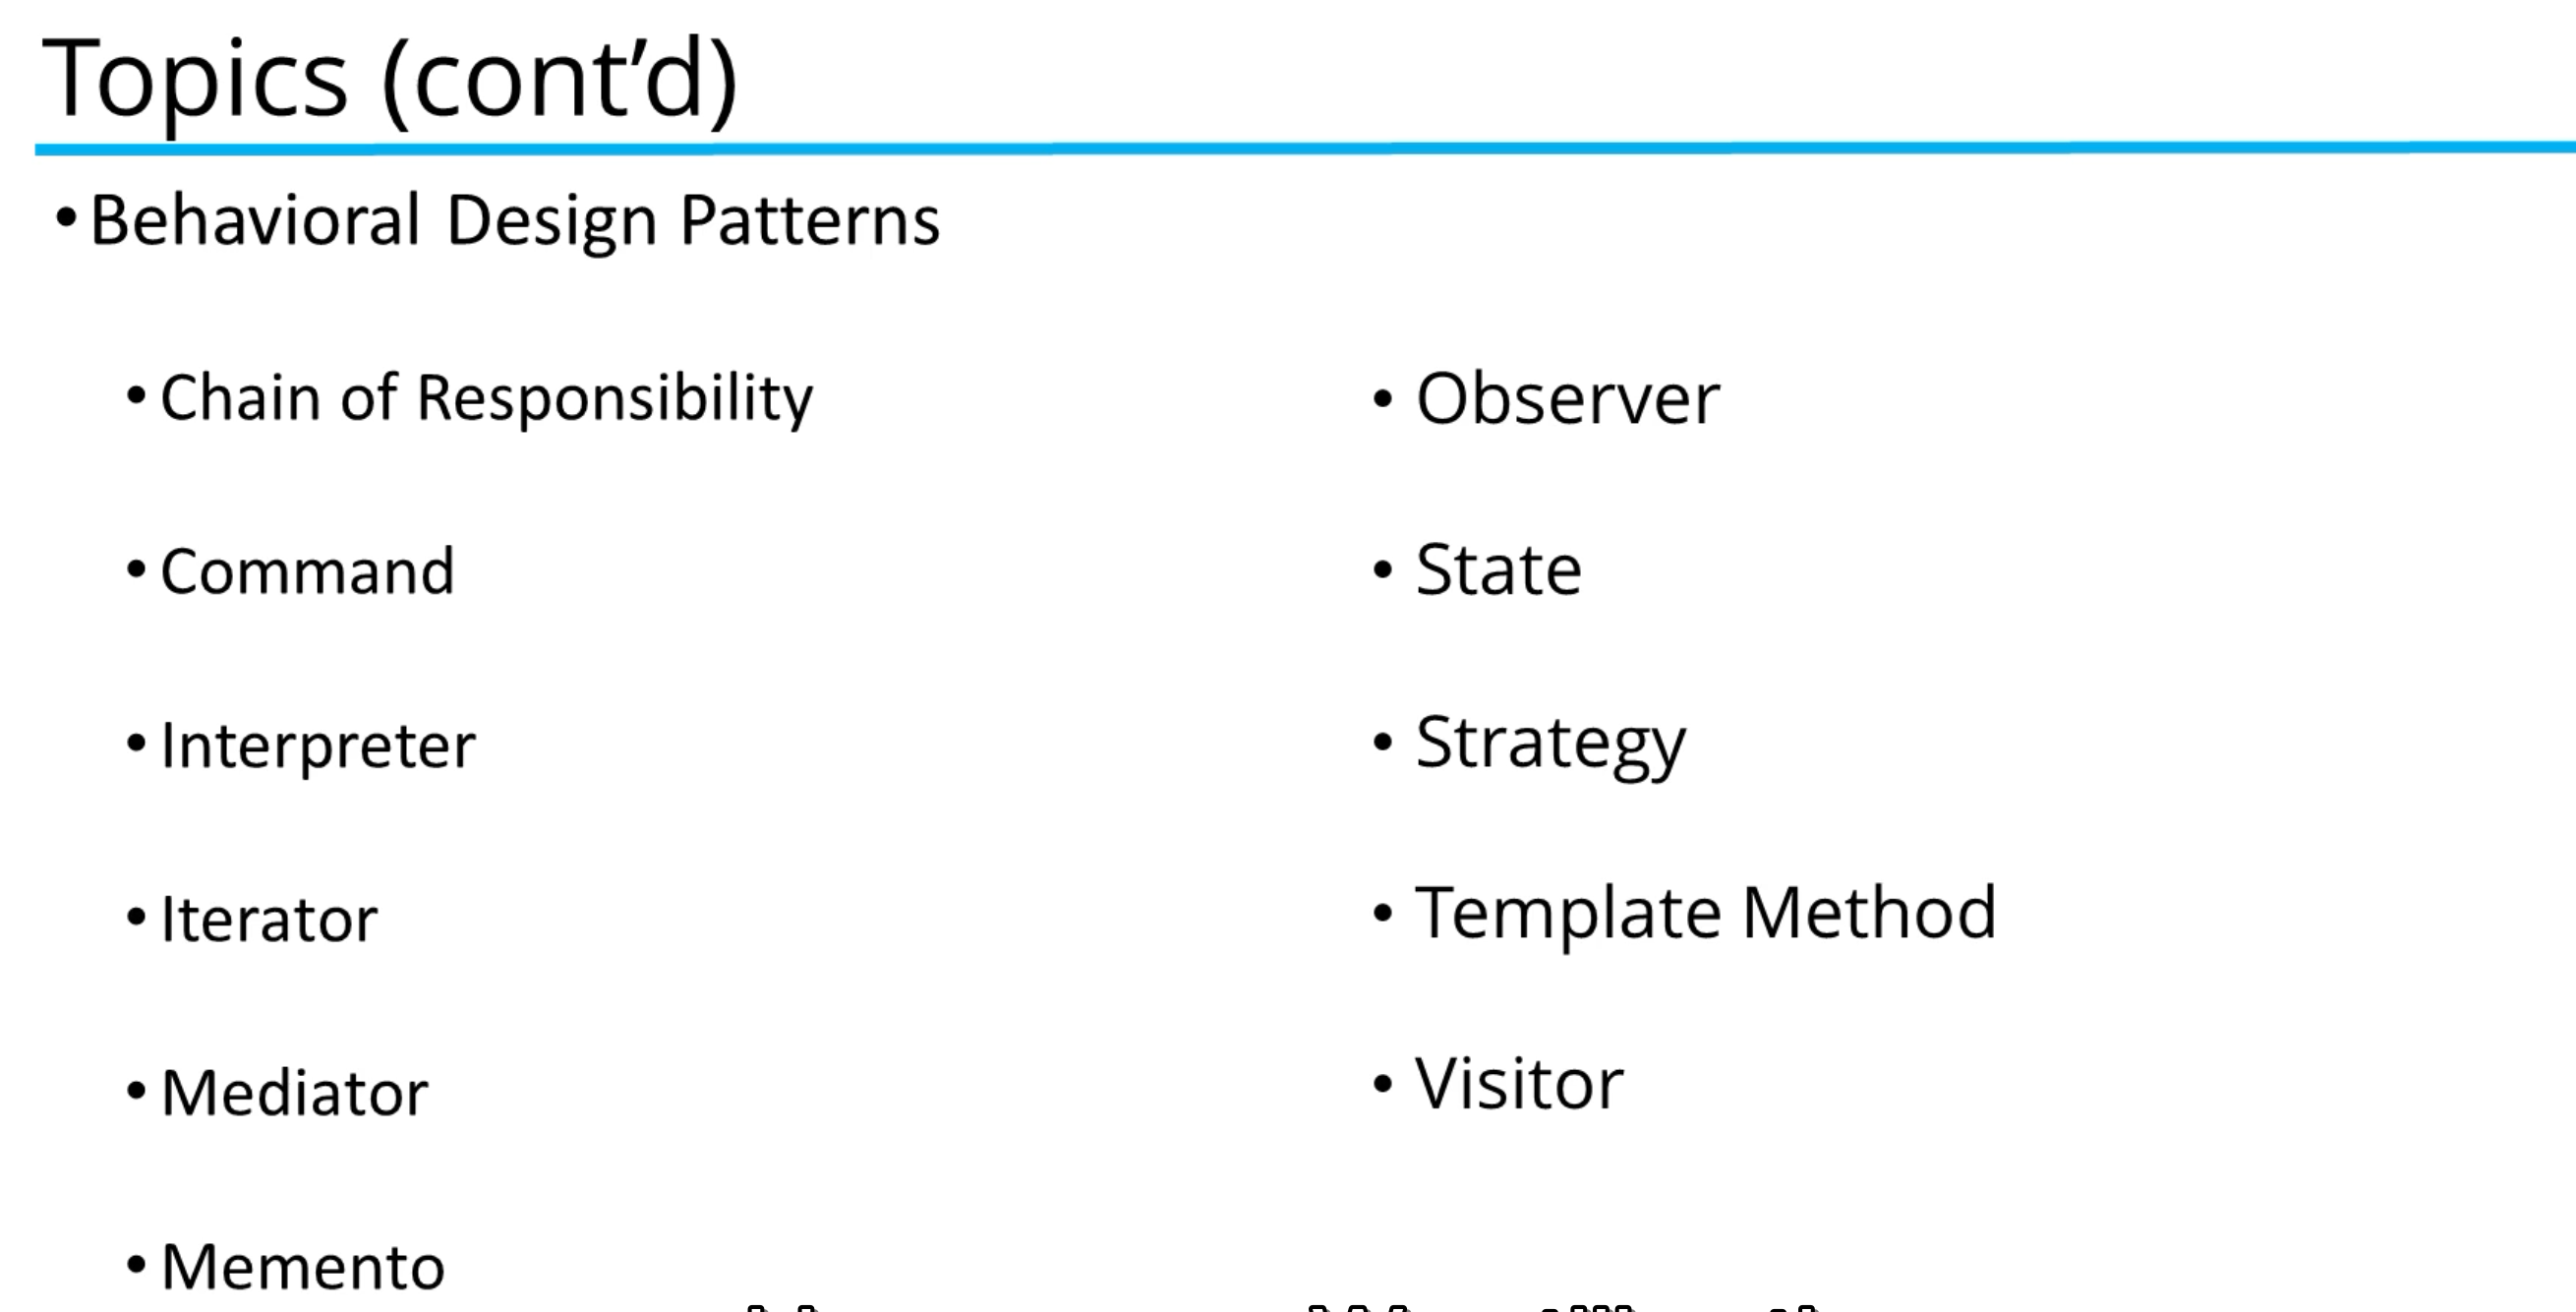 Topics (cont’d)
• Behavioral Design Patterns
• Chain of Responsibility
• Command
• Interpreter
• Iterator
• Mediator
• Memento
• Observer
• State
• Strategy
• Template Method
• Visitor